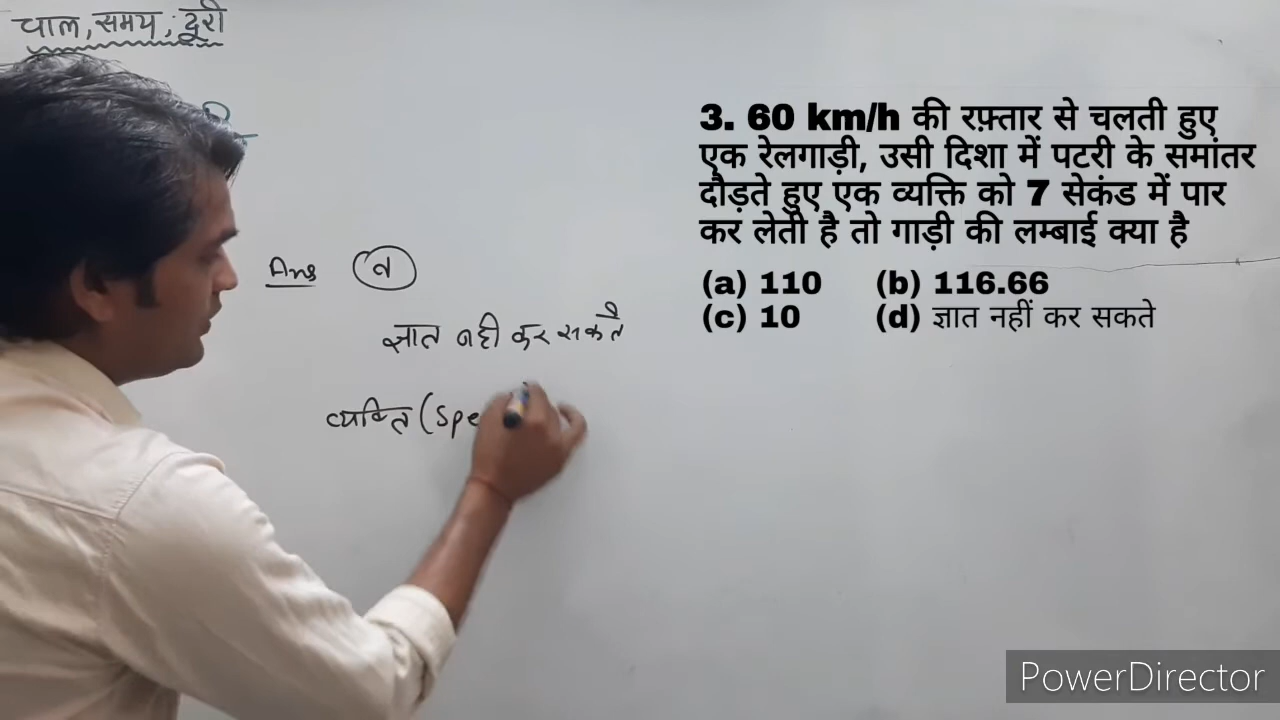 चाल, समय, दूरी
3. 60 km/h की रफ़्तार से चलती हुए
एक रेलगाड़ी, उसी दिशा में पटरी के समांतर
दौड़ते हुए एक व्यक्ति को 7 सेकंड में पार
कर लेती है तो गाड़ी की लम्बाई क्या है
(a) 110 (b) 116.66
(c) 10 (d) ज्ञात नहीं कर सकते
Ans
ज्ञात नही कर सकते
व्यक्ति (Spe
PowerDirector